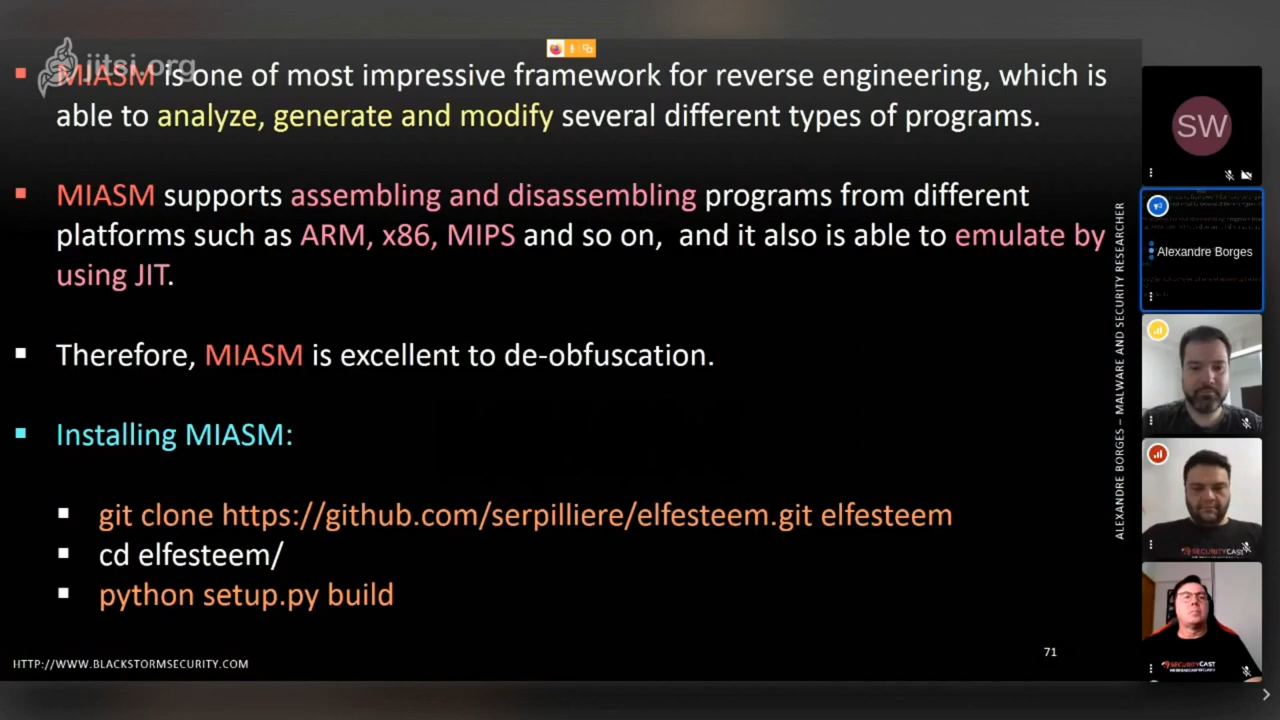 jitsi.org
MIASM is one of most impressive framework for reverse engineering, which is
able to analyze, generate and modify several different types of programs.
MIASM supports assembling and disassembling programs from different
platforms such as ARM, x86, MIPS and so on, and it also is able to emulate by
using JIT.
Therefore, MIASM is excellent to de-obfuscation.
Installing MIASM:
git clone https://github.com/serpilliere/elfesteem.git elfesteem
cd elfesteem/
python setup.py build
HTTP://WWW.BLACKSTORMSECURITY.COM
71
ALEXANDRE BORGES – MALWARE AND SECURITY RESEARCHER
SW
Alexandre Borges
SECURITYCAST
SECURITYCAST